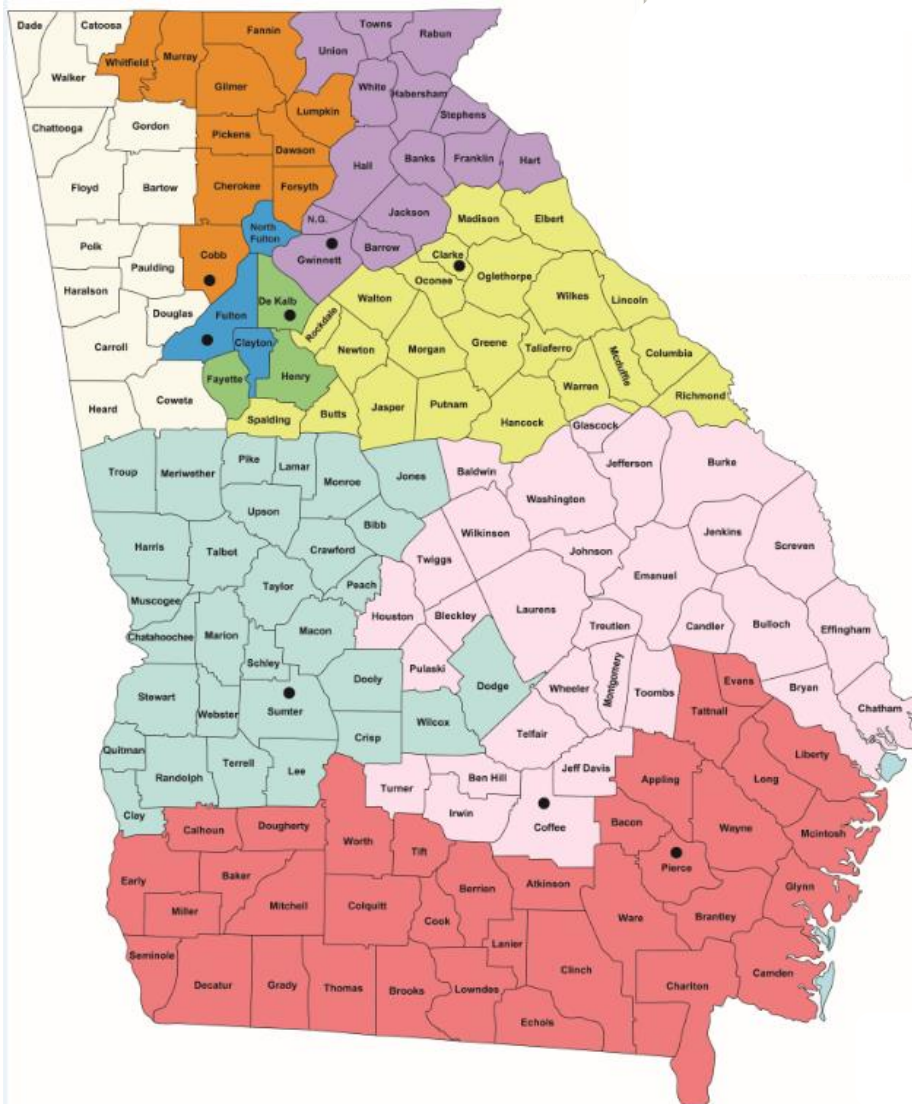 Dade
Catoosa
Fannin
Towns
Rabun
Union
Whitfield
Murray
Walker
Gilmer
White
Habersham
Lumpkin
Stephens
Chattooga
Gordon
Pickens
Dawson
Hall
Banks
Franklin
Hart
Floyd
Bartow
Cherokee
Forsyth
Jackson
Madison
Elbert
N.G.
North
Fulton
Polk
Cobb
Gwinnett
Barrow
Clarke
Paulding
Oconee
Oglethorpe
Haralson
De Kalb
Walton
Wilkes
Lincoln
Douglas
Fulton
Rockdale
Carroll
Clayton
Newton
Morgan
Greene
Taliaferro
Mcduffie
Columbia
Fayette
Henry
Warren
Richmond
Heard
Coweta
Spalding
Butts
Jasper
Putnam
Hancock
Glascock
Troup
Meriwether
Pike
Lamar
Monroe
Jones
Baldwin
Jefferson
Burke
Washington
Upson
Bibb
Wilkinson
Jenkins
Screven
Harris
Talbot
Crawford
Twiggs
Johnson
Emanuel
Taylor
Peach
Muscogee
Houston
Bleckley
Laurens
Treutlen
Candler
Bulloch
Effingham
Chatahoochee
Marion
Macon
Schley
Pulaski
Dooly
Dodge
Wheeler
Montgomery
Toombs
Evans
Bryan
Chatham
Stewart
Webster
Sumter
Wilcox
Tattnall
Telfair
Crisp
Quitman
Randolph
Terrell
Lee
Liberty
Long
Turner
Ben Hill
Jeff Davis
Appling
Clay
Irwin
Coffee
Bacon
Wayne
Mcintosh
Calhoun
Dougherty
Worth
Tift
Pierce
Early
Baker
Berrien
Atkinson
Glynn
Miller
Mitchell
Colquitt
Cook
Ware
Brantley
Seminole
Lanier
Decatur
Grady
Thomas
Brooks
Lowndes
Clinch
Charlton
Camden
Echols